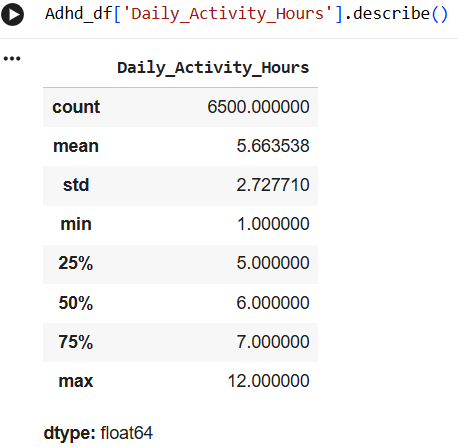 Adhd_df['Daily_Activity_Hours'].describe()
Daily_Activity_Hours
count 6500.000000
mean 5.663538
std 2.727710
min 1.000000
25% 5.000000
50% 6.000000
75% 7.000000
max 12.000000
dtype: float64